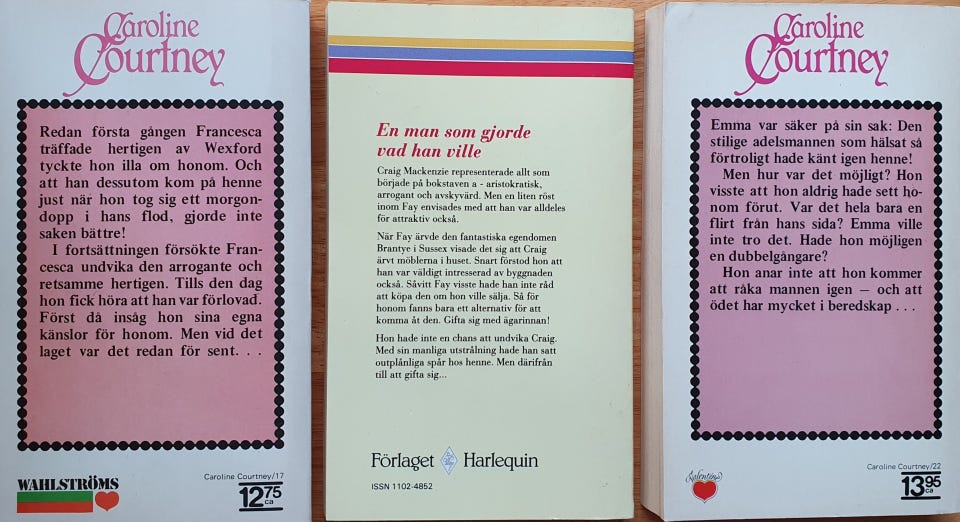 Caroline
Courtney
Redan första gången Francesca
träffade hertigen av Wexford
tyckte hon illa om honom. Och
att han dessutom kom på henne
just när hon tog sig ett morgon-
dopp i hans flod, gjorde inte
saken bättre!
I fortsättningen försökte Fran-
cesca undvika den arrogante och
retsamme hertigen. Tills den dag
hon fick höra att han var förlovad.
Först då insåg hon sina egna
känslor för honom. Men vid det
laget var det redan för sent. . .
WAHLSTRÖMS
Caroline Courtney/17
12 75
ca
En man som gjorde
vad han ville
Craig Mackenzie representerade allt som
började på bokstaven a - aristokratisk,
arrogant och avskyvärd. Men en liten röst
inom Fay envisades med att han var alldeles
för attraktiv också.
När Fay ärvde den fantastiska egendomen
Brantye i Sussex visade det sig att Craig
ärvt möblerna i huset. Snart förstod hon att
han var väldigt intresserad av byggnaden
också. Såvitt Fay visste hade han inte råd
att köpa den om hon ville sälja. Så för
honom fanns bara ett alternativ för att
komma åt den. Gifta sig med ägarinnan!
Hon hade inte en chans att undvika Craig.
Med sin manliga utstrålning hade han satt
outplånliga spår hos henne. Men därifrån
till att gifta sig...
Förlaget Harlequin
ISSN 1102-4852
Caroline
Courtney
Emma var säker på sin sak: Den
stilige adelsmannen som hälsat så
förtroligt hade känt igen henne!
Men hur var det möjligt? Hon
visste att hon aldrig hade sett ho-
nom förut. Var det hela bara en
flirt från hans sida? Emma ville
inte tro det. Hade hon möjligen
en dubbelgångare?
Hon anar inte att hon kommer
att råka mannen igen – och att
ödet har mycket i beredskap . . .
Caroline Courtney/22
13 95
ca